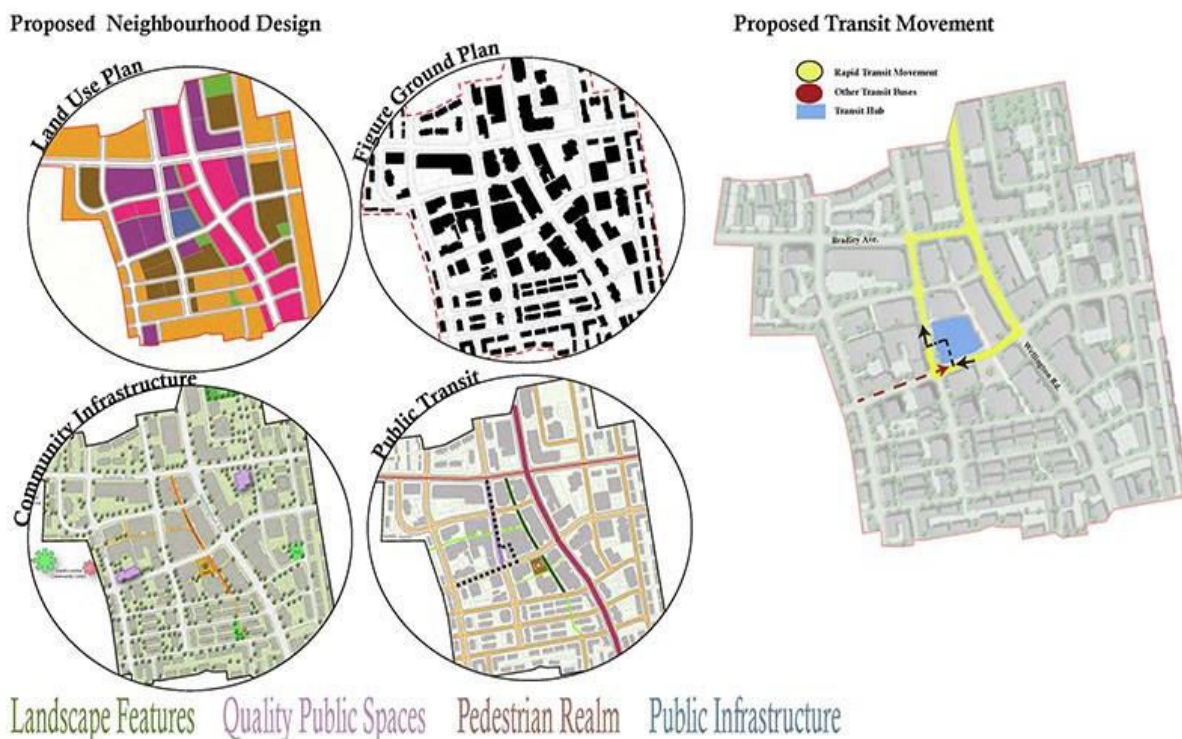 Proposed Neighbourhood Design
Land Use Plan
Figure Ground Plan
Community Infrastructure
Public Transit
Proposed Transit Movement
Rapid Transit Movement
Other Transit Buses
Transit Hub
Bradley Ave.
Wellington Rd.
Landscape Features
Quality Public Spaces
Pedestrian Realm
Public Infrastructure